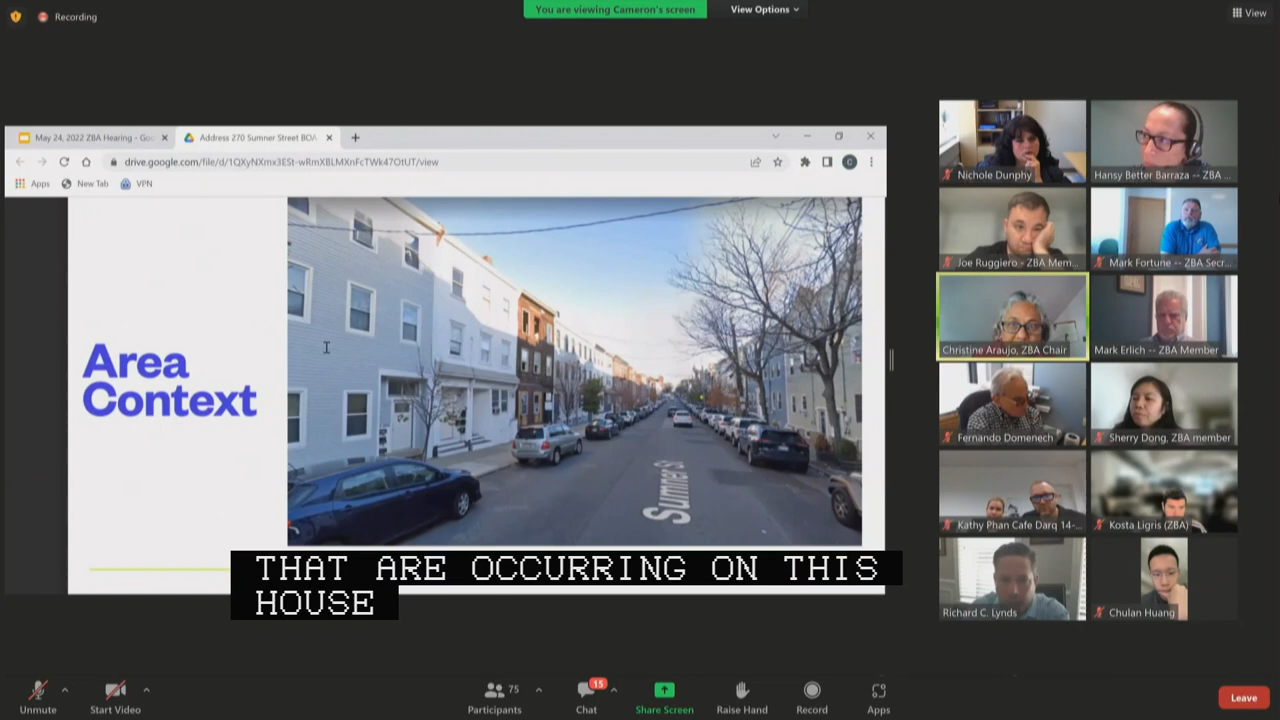 Recording
You are viewing Cameron's screen
View Options
View
May 24, 2022 ZBA Hearing - Goo
Address 270 Sumner Street BOA
drive.google.com/file/d/1QXyNXmx3ESt-wRmXBLMXnFcTWk47OtUT/view
C
Apps
New Tab
VPN
Area
Context
Sumner St
THAT ARE OCCURRING ON THIS
HOUSE
Nichole Dunphy
Hansy Better Barraza -- ZBA ...
Joe Ruggiero - ZBA Mem...
Mark Fortune -- ZBA Secr...
Christine Araujo, ZBA Chair
Mark Erlich -- ZBA Member
Fernando Domenech
Sherry Dong, ZBA member
Kathy Phan Cafe Darq 14-...
Kosta Ligris (ZBA)
Richard C. Lynds
Chulan Huang
Unmute
Start Video
75
Participants
15
Chat
Share Screen
Raise Hand
Record
Apps
Leave